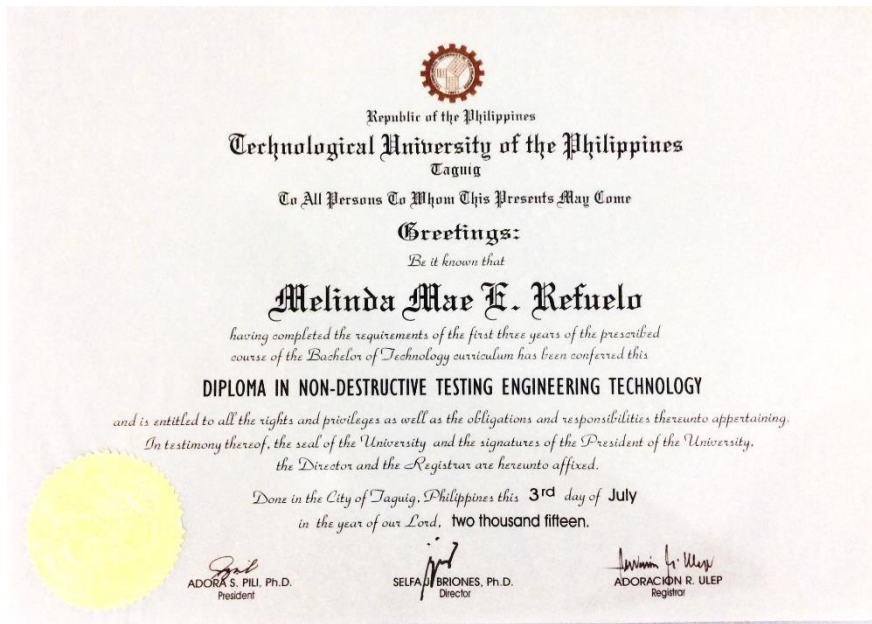 Republic of the Philippines
Technological University of the Philippines
Taguig
To All Persons To Whom This Presents May Come
Greetings:
Be it known that
Melinda Mae E. Refuelo
having completed the requirements of the first three years of the prescribed
course of the Bachelor of Technology curriculum has been conferred this
DIPLOMA IN NON-DESTRUCTIVE TESTING ENGINEERING TECHNOLOGY
and is entitled to all the rights and privileges as well as the obligations and responsibilities thereunto appertaining.
In testimony thereof, the seal of the University and the signatures of the President of the University,
the Director and the Registrar are hereunto affixed.
Done in the City of Taguig, Philippines this 3rd day of July
in the year of our Lord, two thousand fifteen.
ADORA S. PILI, Ph.D.
President
SELFA J. BRIONES, Ph.D.
Director
ADORACION R. ULEP
Registrar